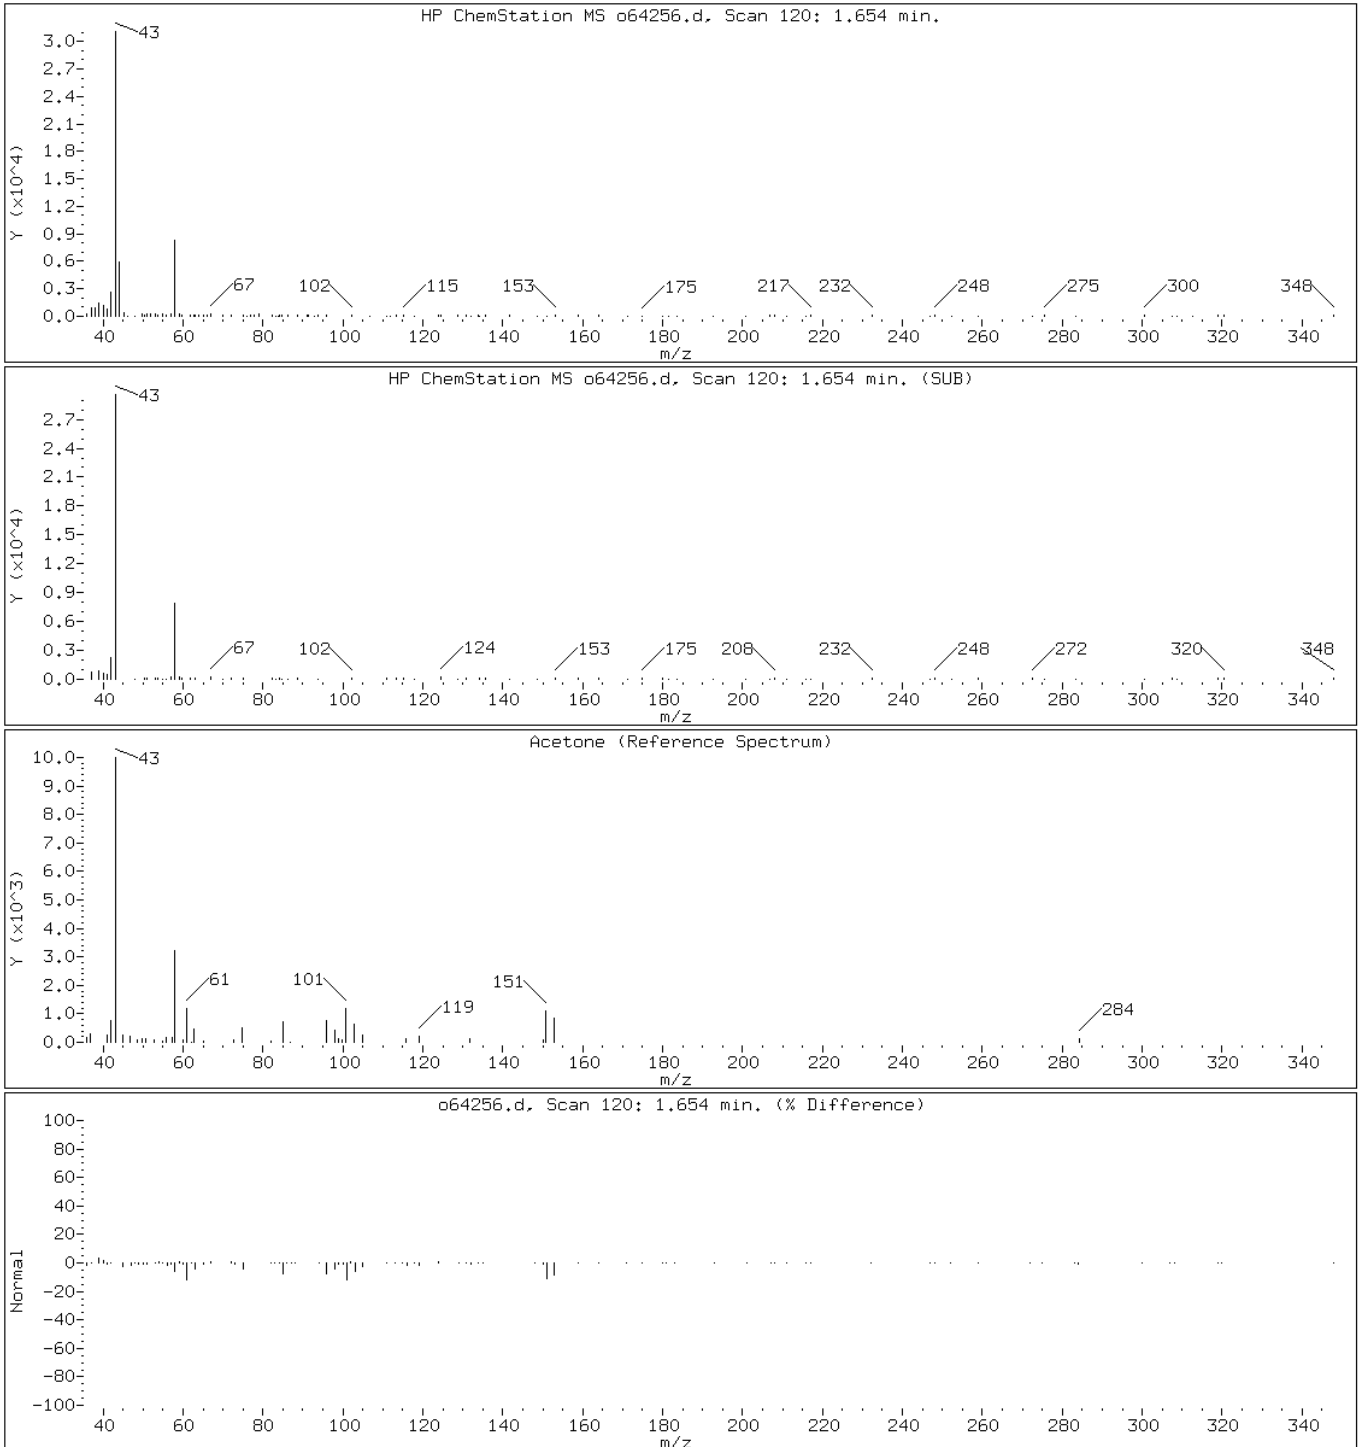 HP ChemStation MS o64256.d, Scan 120: 1.654 min.
43
3.0
2.7
2.4
2.1
1.8
1.5
1.2
0.9
0.6
0.3
0.0
Y (x10^4)
67 102 115 153 175 217 232 248 275 300 348
40 60 80 100 120 140 160 180 200 220 240 260 280 300 320 340
m/z
HP ChemStation MS o64256.d, Scan 120: 1.654 min. (SUB)
43
2.7
2.4
2.1
1.8
1.5
1.2
0.9
0.6
0.3
0.0
Y (x10^4)
67 102 124 153 175 208 232 248 272 320 348
40 60 80 100 120 140 160 180 200 220 240 260 280 300 320 340
m/z
Acetone (Reference Spectrum)
43
10.0
9.0
8.0
7.0
6.0
5.0
4.0
3.0
2.0
1.0
0.0
Y (x10^3)
61 101 119 151 284
40 60 80 100 120 140 160 180 200 220 240 260 280 300 320 340
m/z
o64256.d, Scan 120: 1.654 min. (% Difference)
100
80
60
40
20
0
-20
-40
-60
-80
-100
Normal
40 60 80 100 120 140 160 180 200 220 240 260 280 300 320 340
m/z